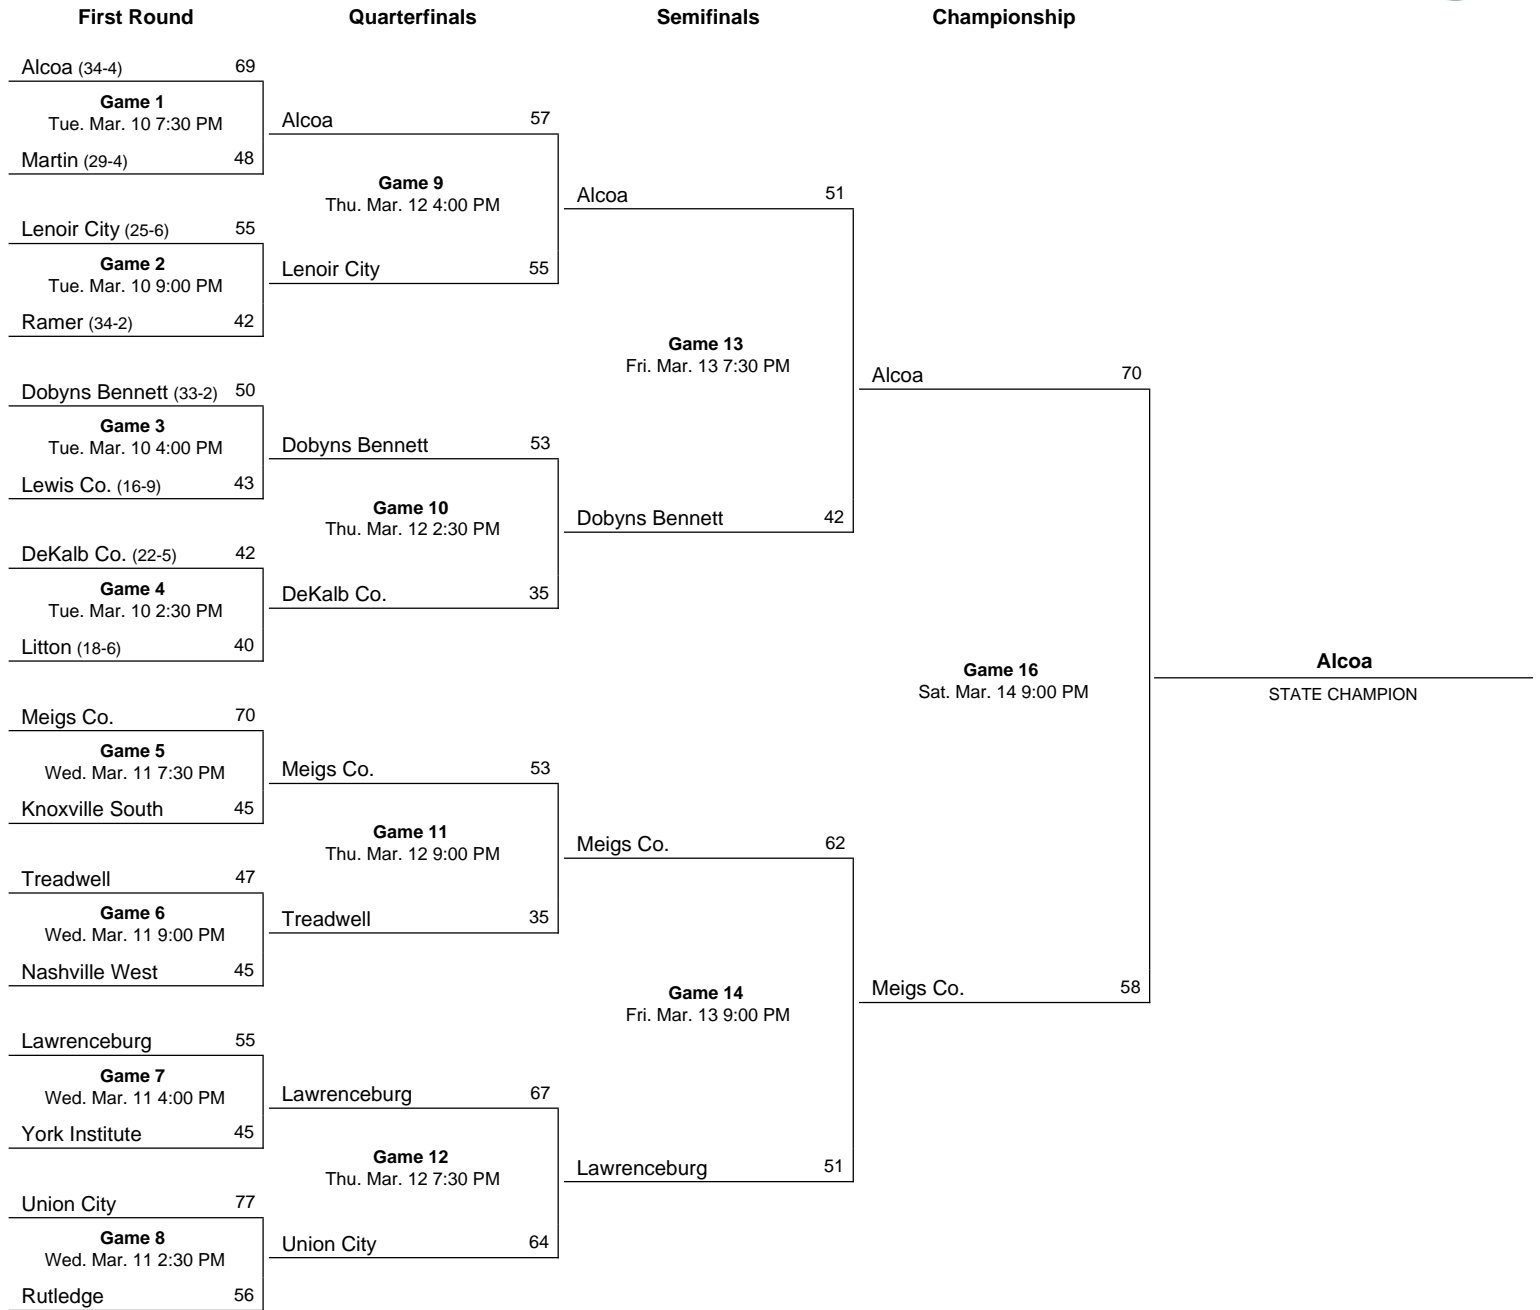 First Round
Quarterfinals
Semifinals
Championship
Alcoa (34-4) 69
Game 1
Tue. Mar. 10 7:30 PM
Martin (29-4) 48
Lenoir City (25-6) 55
Game 2
Tue. Mar. 10 9:00 PM
Ramer (34-2) 42
Dobyns Bennett (33-2) 50
Game 3
Tue. Mar. 10 4:00 PM
Lewis Co. (16-9) 43
DeKalb Co. (22-5) 42
Game 4
Tue. Mar. 10 2:30 PM
Litton (18-6) 40
Meigs Co. 70
Game 5
Wed. Mar. 11 7:30 PM
Knoxville South 45
Treadwell 47
Game 6
Wed. Mar. 11 9:00 PM
Nashville West 45
Lawrenceburg 55
Game 7
Wed. Mar. 11 4:00 PM
York Institute 45
Union City 77
Game 8
Wed. Mar. 11 2:30 PM
Rutledge 56
Alcoa 57
Game 9
Thu. Mar. 12 4:00 PM
Lenoir City 55
Dobyns Bennett 53
Game 10
Thu. Mar. 12 2:30 PM
DeKalb Co. 35
Meigs Co. 53
Game 11
Thu. Mar. 12 9:00 PM
Treadwell 35
Lawrenceburg 67
Game 12
Thu. Mar. 12 7:30 PM
Union City 64
Alcoa 51
Game 13
Fri. Mar. 13 7:30 PM
Dobyns Bennett 42
Meigs Co. 62
Game 14
Fri. Mar. 13 9:00 PM
Lawrenceburg 51
Alcoa 70
Game 16
Sat. Mar. 14 9:00 PM
Meigs Co. 58
Alcoa
STATE CHAMPION